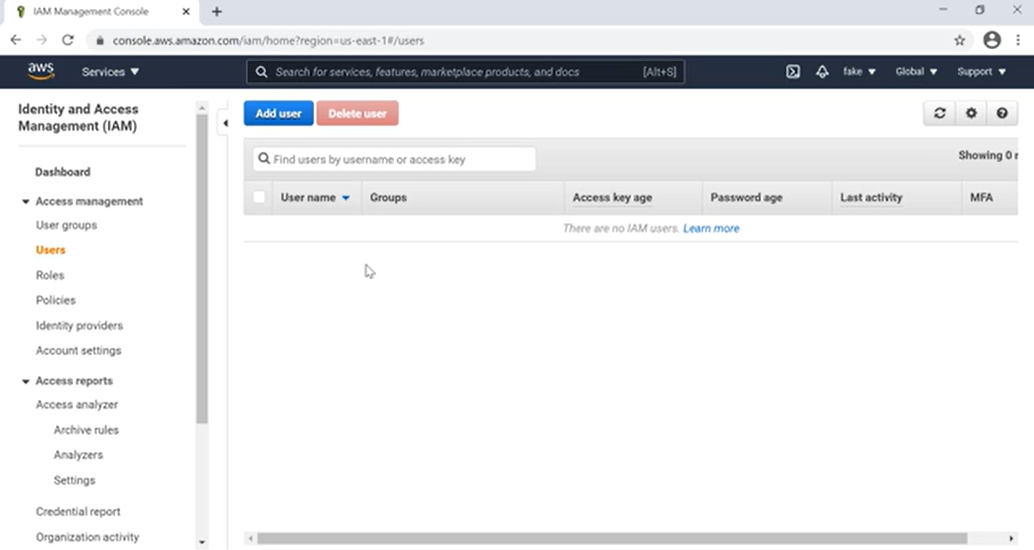 IAM Management Console
console.aws.amazon.com/iam/home?region=us-east-1#/users
aws
Services
Search for services, features, marketplace products, and docs [Alt+S]
fake
Global
Support
Identity and Access
Management (IAM)
Dashboard
Access management
User groups
Users
Roles
Policies
Identity providers
Account settings
Access reports
Access analyzer
Archive rules
Analyzers
Settings
Credential report
Organization activity
Add user
Delete user
Find users by username or access key
Showing 0 r
User name Groups Access key age Password age Last activity MFA
There are no IAM users. Learn more